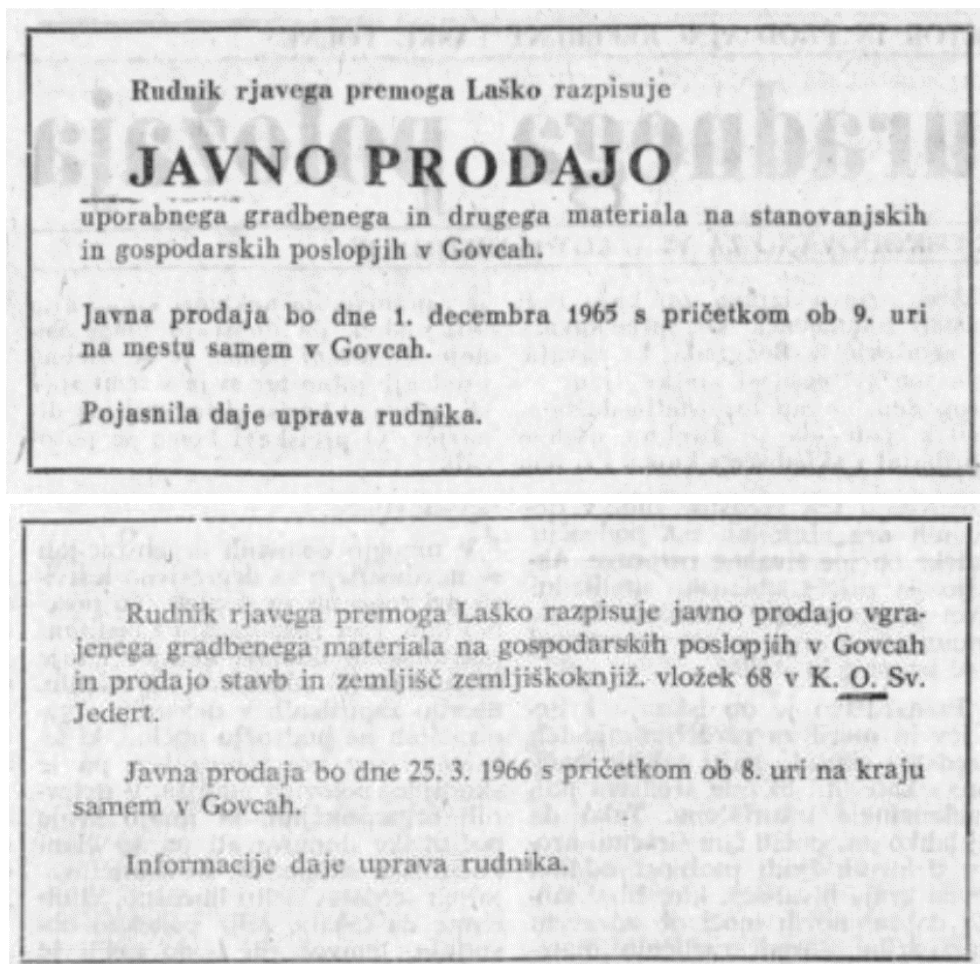 Rudnik rjavega premoga Laško razpisuje
JAVNO PRODAJO
uporabnega gradbenega in drugega materiala na stanovanjskih
in gospodarskih poslopjih v Govcah.
Javna prodaja bo dne 1. decembra 1965 s pričetkom ob 9. uri
na mestu samem v Govcah.
Pojasnila daje uprava rudnika.
Rudnik rjavega premoga Laško razpisuje javno prodajo vgra-
jenega gradbenega materiala na gospodarskih poslopjih v Govcah
in prodajo stavb in zemljišč zemljiškoknjiž. vložek 68 v K. O. Sv.
Jedert.
Javna prodaja bo dne 25. 3. 1966 s pričetkom ob 8. uri na kraju
samem v Govcah.
Informacije daje uprava rudnika.